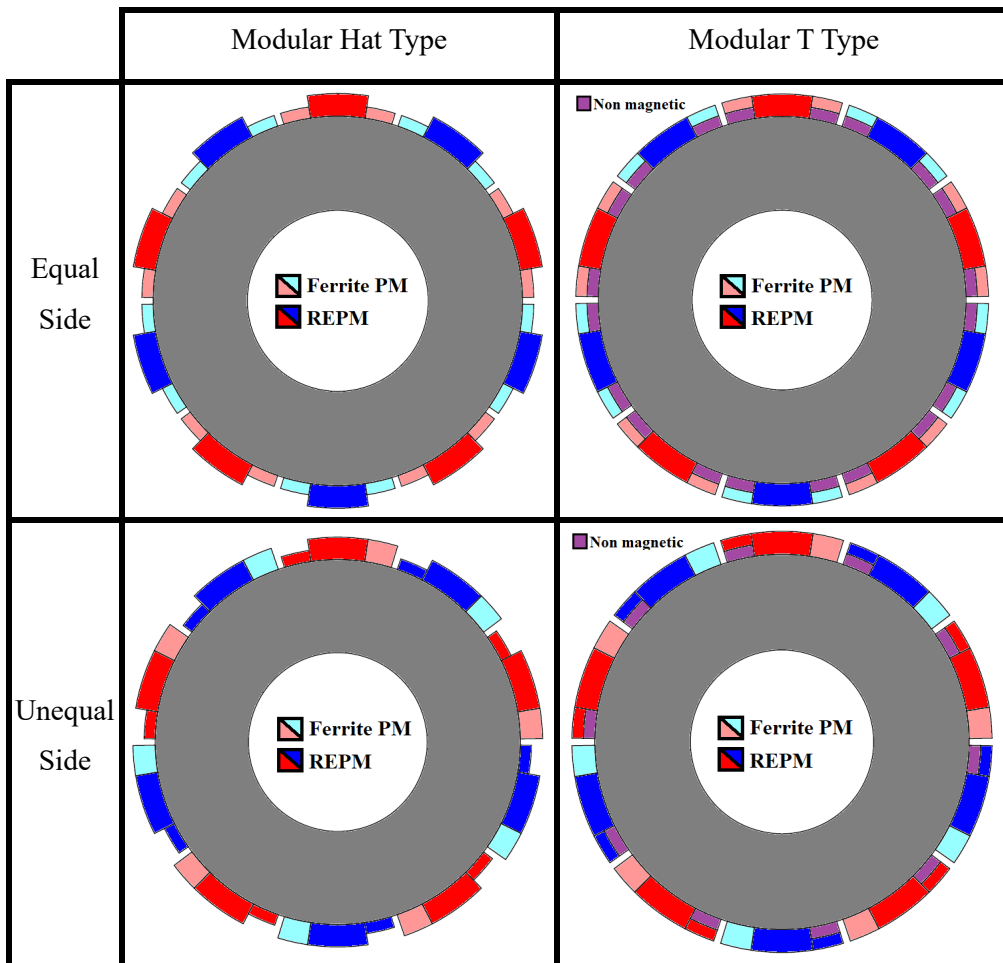 Modular Hat Type
Modular T Type
Equal
Side
Ferrite PM
REPM
Non magnetic
Ferrite PM
REPM
Unequal
Side
Ferrite PM
REPM
Non magnetic
Ferrite PM
REPM